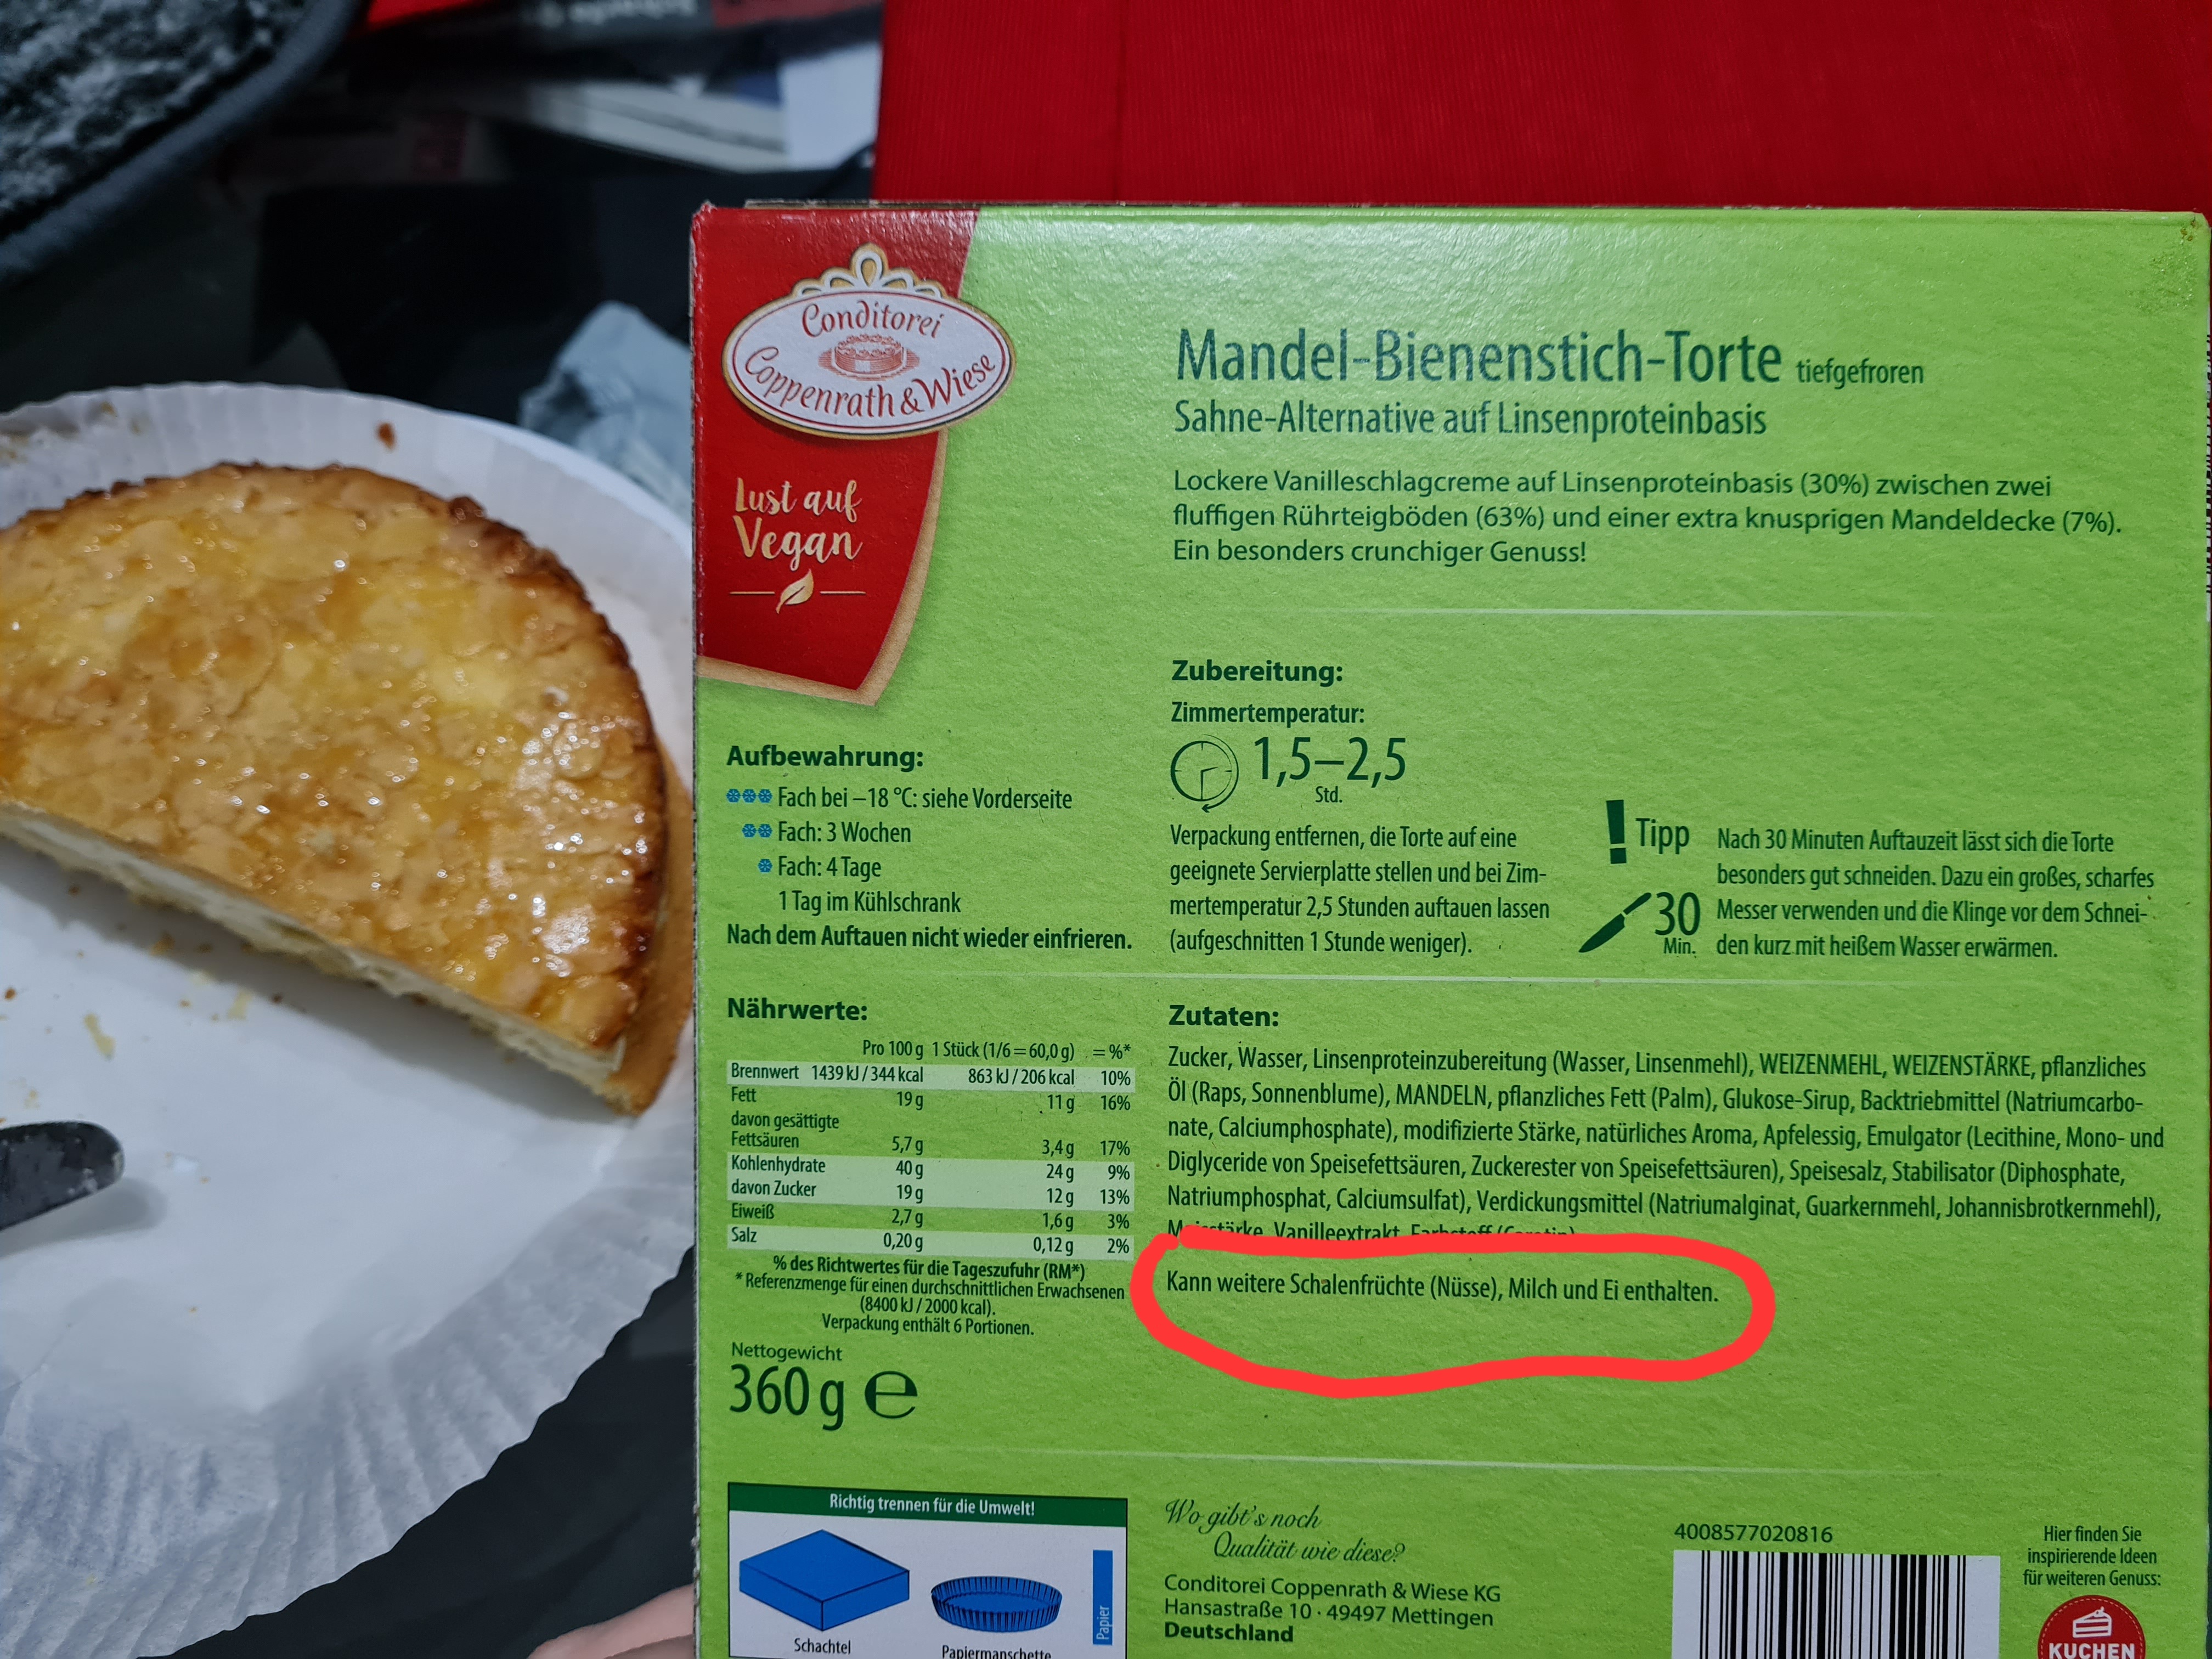 Conditorei
Coppenrath & Wiese
Lust auf
Vegan
Mandel-Bienenstich-Torte tiefgefroren
Sahne-Alternative auf Linsenproteinbasis
Lockere Vanilleschlagcreme auf Linsenproteinbasis (30%) zwischen zwei
fluffigen Rührteigböden (63%) und einer extra knusprigen Mandeldecke (7%).
Ein besonders crunchiger Genuss!
Aufbewahrung:
Fach bei –18 °C: siehe Vorderseite
Fach: 3 Wochen
Fach: 4 Tage
1 Tag im Kühlschrank
Nach dem Auftauen nicht wieder einfrieren.
Zubereitung:
Zimmertemperatur:
1,5–2,5
Std.
Verpackung entfernen, die Torte auf eine
geeignete Servierplatte stellen und bei Zim-
mertemperatur 2,5 Stunden auftauen lassen
(aufgeschnitten 1 Stunde weniger).
! Tipp
30
Min.
Nach 30 Minuten Auftauzeit lässt sich die Torte
besonders gut schneiden. Dazu ein großes, scharfes
Messer verwenden und die Klinge vor dem Schnei-
den kurz mit heißem Wasser erwärmen.
Nährwerte:
Pro 100 g 1 Stück (1/6 = 60,0 g) =%*
Brennwert 1439 kJ / 344 kcal 863 kJ / 206 kcal 10%
Fett 19 g 11 g 16%
davon gesättigte
Fettsäuren 5,7 g 3,4 g 17%
Kohlenhydrate 40 g 24 g 9%
davon Zucker 19 g 12 g 13%
Eiweiß 2,7 g 1,6 g 3%
Salz 0,20 g 0,12 g 2%
% des Richtwertes für die Tageszufuhr (RM*)
* Referenzmenge für einen durchschnittlichen Erwachsenen
(8400 kJ / 2000 kcal).
Verpackung enthält 6 Portionen.
Nettogewicht
360 g e
Zutaten:
Zucker, Wasser, Linsenproteinzubereitung (Wasser, Linsenmehl), WEIZENMEHL, WEIZENSTÄRKE, pflanzliches
Öl (Raps, Sonnenblume), MANDELN, pflanzliches Fett (Palm), Glukose-Sirup, Backtriebmittel (Natriumcarbo-
nate, Calciumphosphate), modifizierte Stärke, natürliches Aroma, Apfelessig, Emulgator (Lecithine, Mono- und
Diglyceride von Speisefettsäuren, Zuckerester von Speisefettsäuren), Speisesalz, Stabilisator (Diphosphate,
Natriumphosphat, Calciumsulfat), Verdickungsmittel (Natriumalginat, Guarkernmehl, Johannisbrotkernmehl),
Maisstärke, Vanilleextrakt, Farbstoff (Carotin).
Kann weitere Schalenfrüchte (Nüsse), Milch und Ei enthalten.
Richtig trennen für die Umwelt!
Schachtel
Papiermanschette
Papier
Wo gibt's noch
Qualität wie diese?
Conditorei Coppenrath & Wiese KG
Hansastraße 10 · 49497 Mettingen
Deutschland
4008577020816
Hier finden Sie
inspirierende Ideen
für weiteren Genuss:
KUCHEN